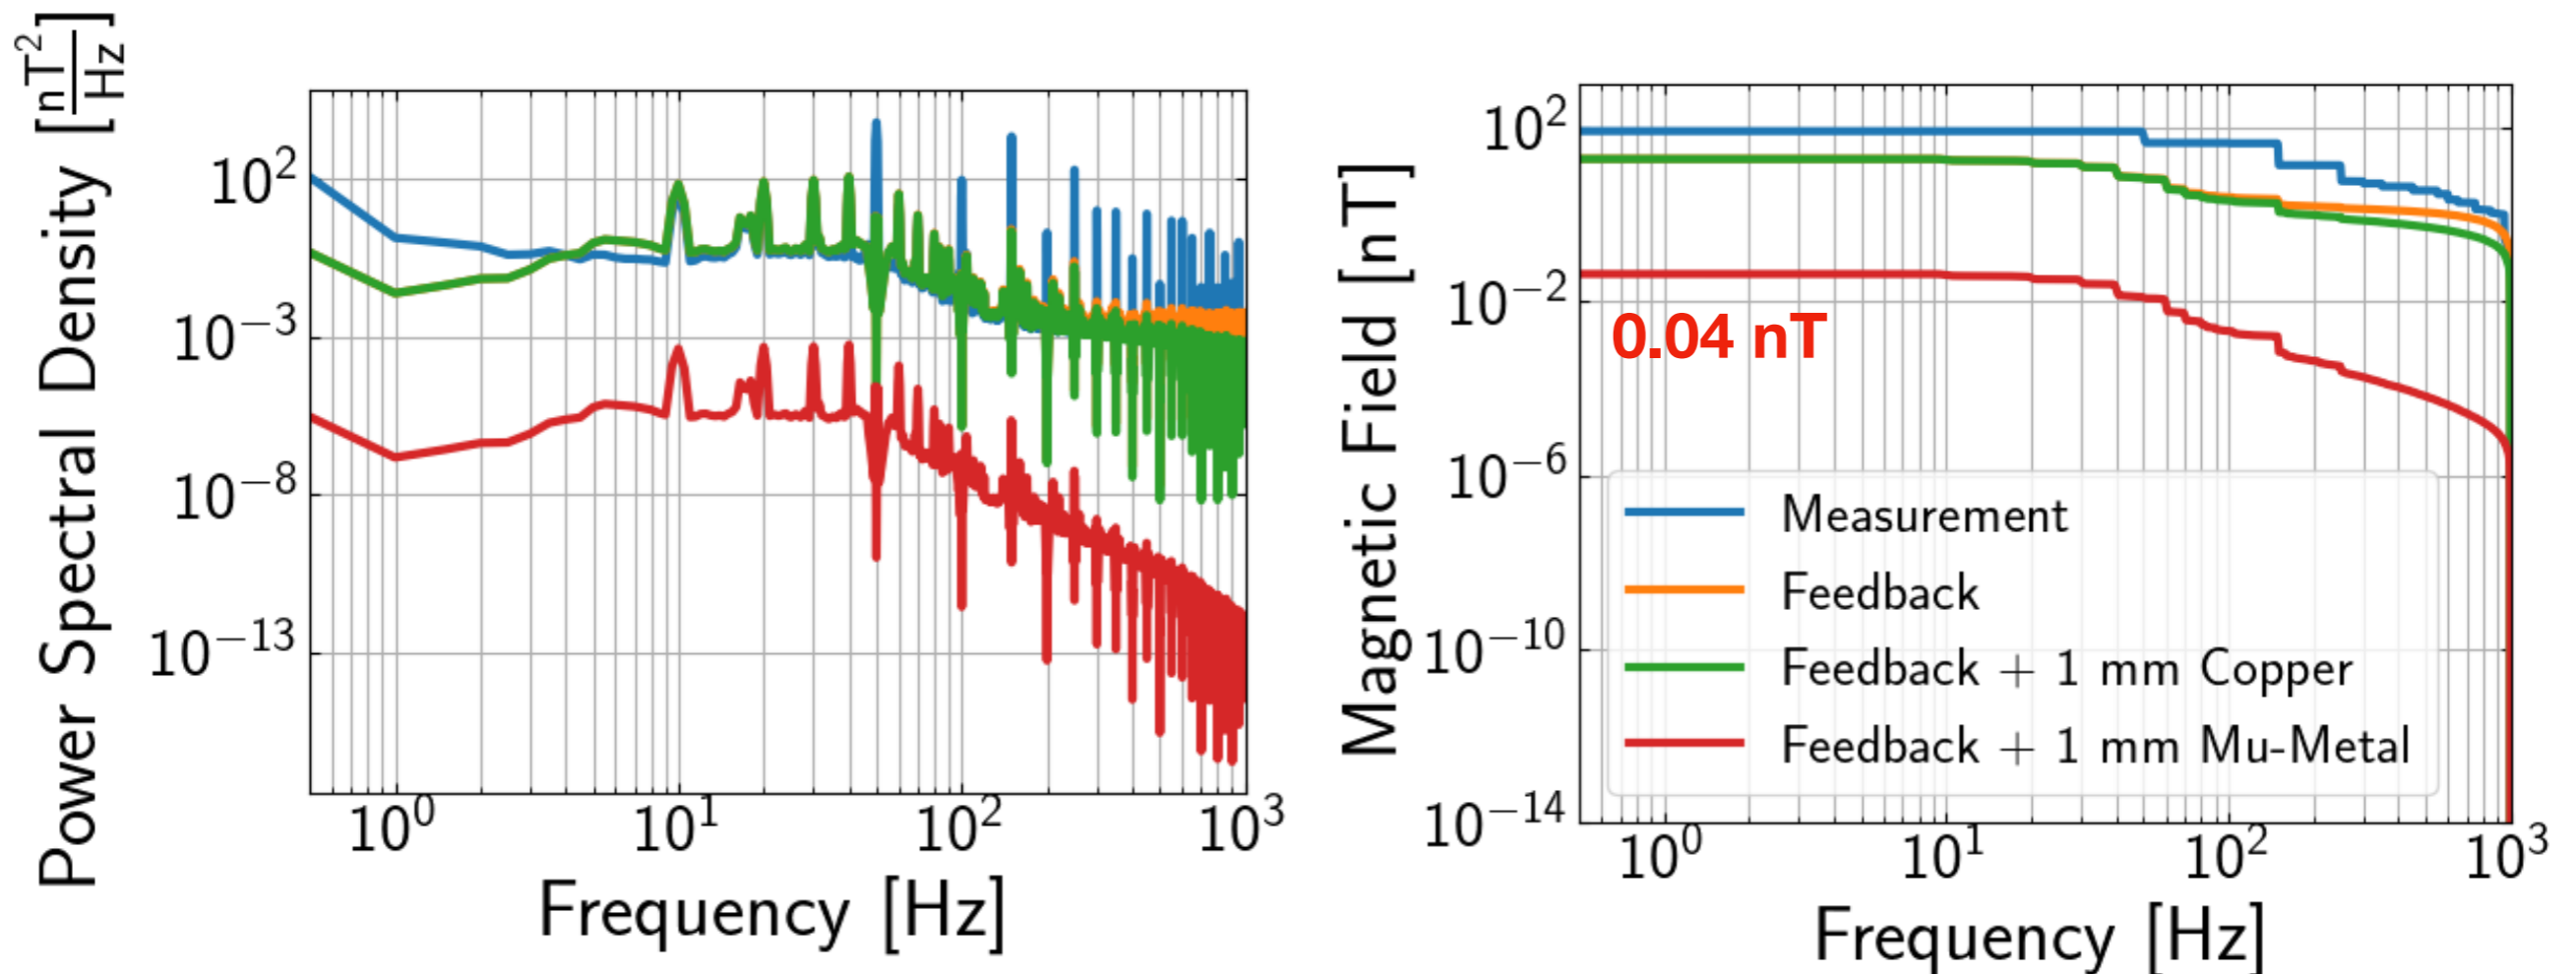 Power Spectral Density [nT²/Hz]
10²
10⁻³
10⁻⁸
10⁻¹³
10⁰ 10¹ 10² 10³
Frequency [Hz]
Magnetic Field [nT]
10²
10⁻²
10⁻⁶
10⁻¹⁰
10⁻¹⁴
0.04 nT
Measurement
Feedback
Feedback + 1 mm Copper
Feedback + 1 mm Mu-Metal
10⁰ 10¹ 10² 10³
Frequency [Hz]